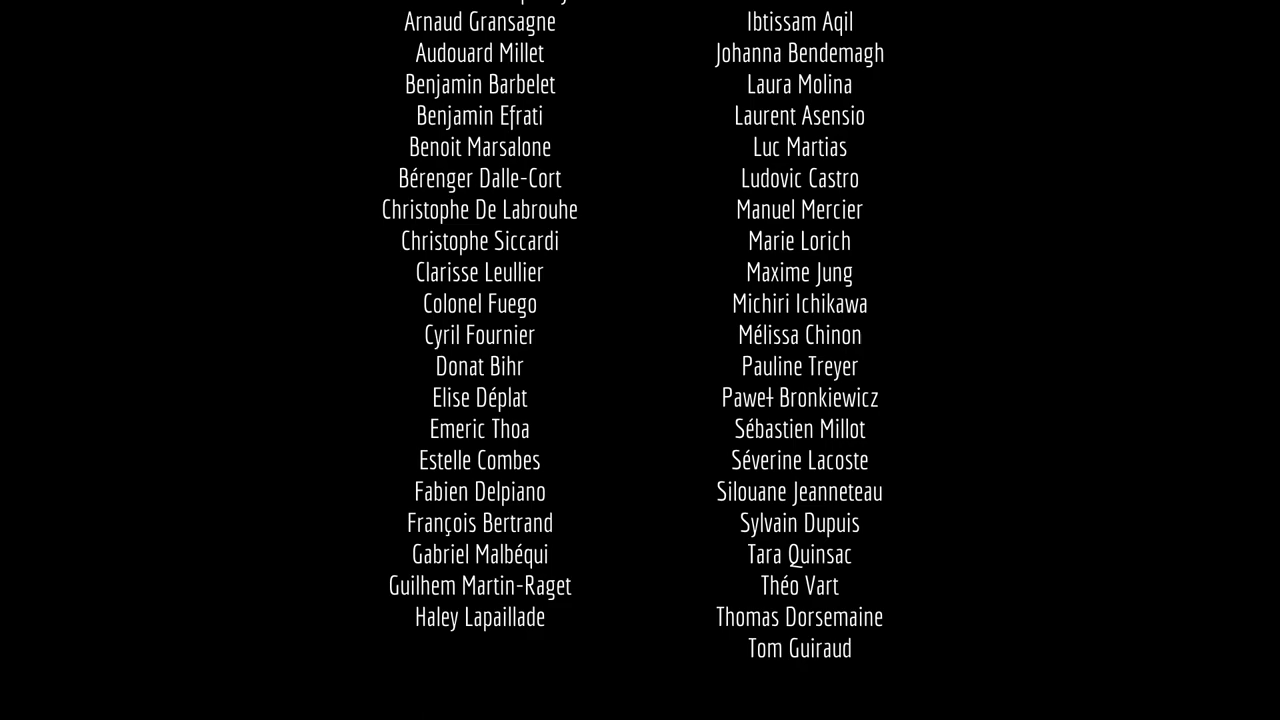 Arnaud Gransagne
Audouard Millet
Benjamin Barbelet
Benjamin Efrati
Benoit Marsalone
Bérenger Dalle-Cort
Christophe De Labrouhe
Christophe Siccardi
Clarisse Leullier
Colonel Fuego
Cyril Fournier
Donat Bihr
Elise Déplat
Emeric Thoa
Estelle Combes
Fabien Delpiano
François Bertrand
Gabriel Malbéqui
Guilhem Martin-Raget
Haley Lapaillade
Ibtissam Aqil
Johanna Bendemagh
Laura Molina
Laurent Asensio
Luc Martias
Ludovic Castro
Manuel Mercier
Marie Lorich
Maxime Jung
Michiri Ichikawa
Mélissa Chinon
Pauline Treyer
Paweł Bronkiewicz
Sébastien Millot
Séverine Lacoste
Silouane Jeanneteau
Sylvain Dupuis
Tara Quinsac
Théo Vart
Thomas Dorsemaine
Tom Guiraud